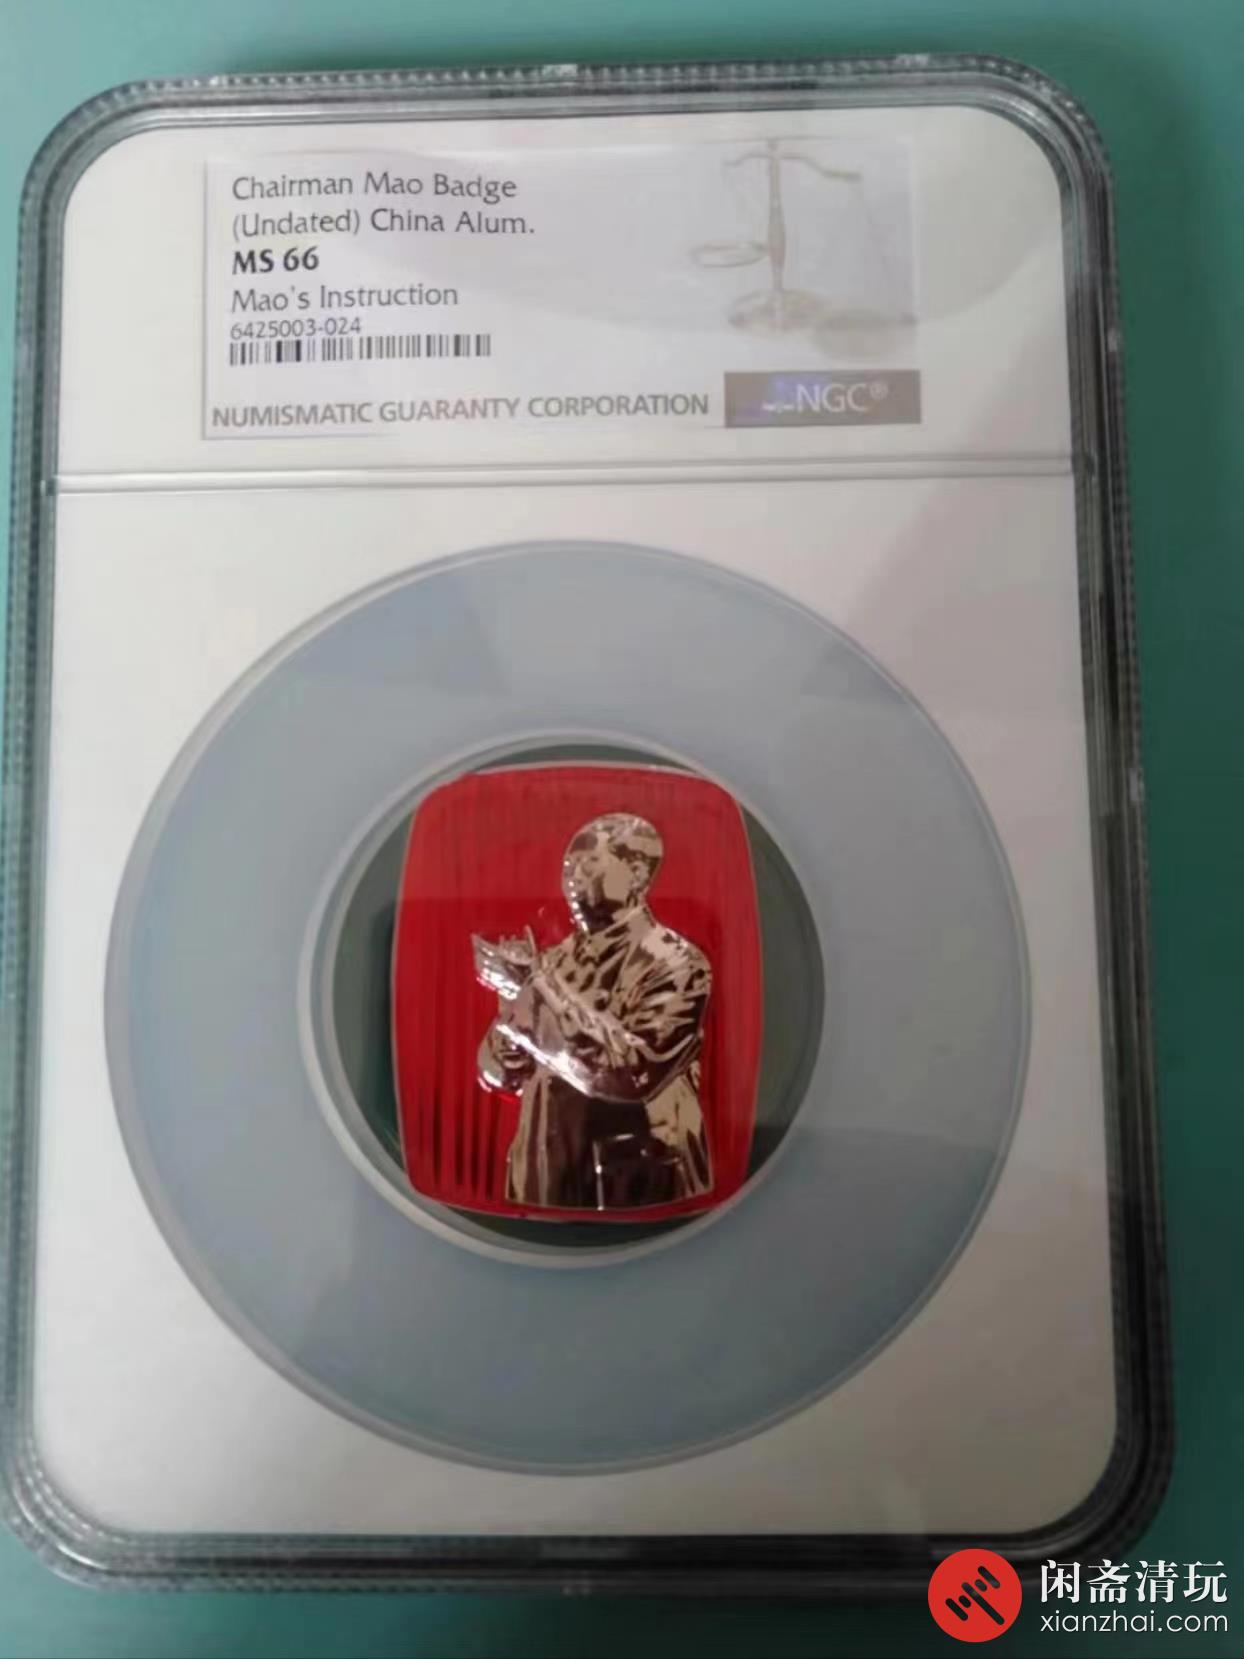 Chairman Mao Badge
(Undated) China Alum.
MS 66
Mao's Instruction
6425003-024
NUMISMATIC GUARANTY CORPORATION
NGC®
闲斋清玩
xianzhai.com